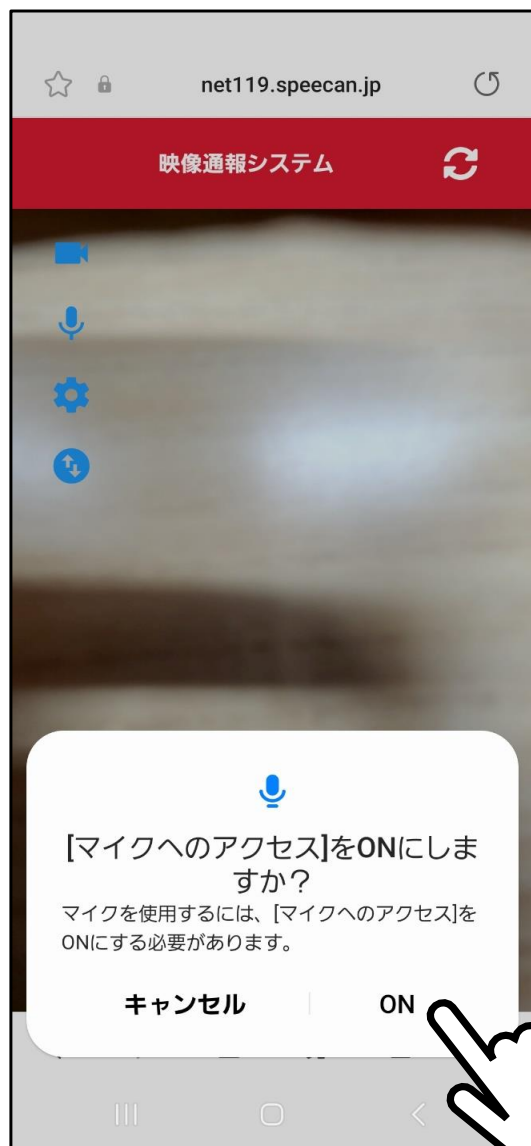 net119.speecan.jp
映像通報システム
[マイクへのアクセス]をONにしま
すか？
マイクを使用するには、[マイクへのアクセス]を
ONにする必要があります。
キャンセル ON